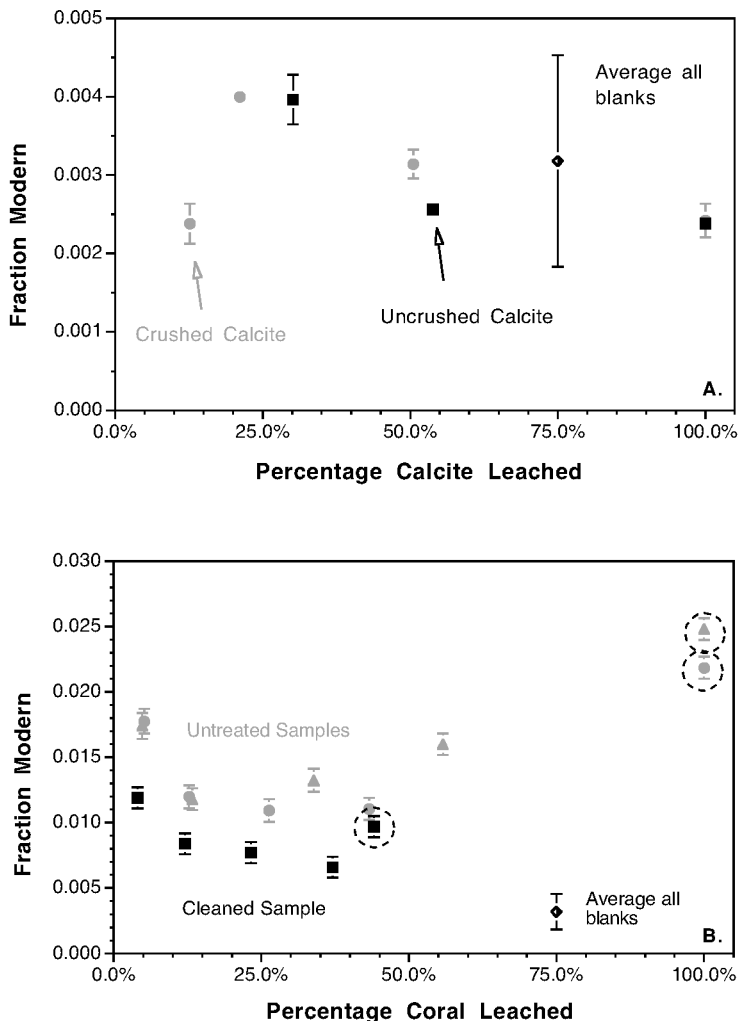 0.005
0.004
0.003
0.002
0.001
0.000
Fraction Modern
Average all
blanks
Uncrushed Calcite
Crushed Calcite
A.
0.0% 25.0% 50.0% 75.0% 100.0%
Percentage Calcite Leached
0.030
0.025
0.020
0.015
0.010
0.005
0.000
Fraction Modern
Untreated Samples
Cleaned Sample
Average all
blanks
B.
0.0% 25.0% 50.0% 75.0% 100.0%
Percentage Coral Leached